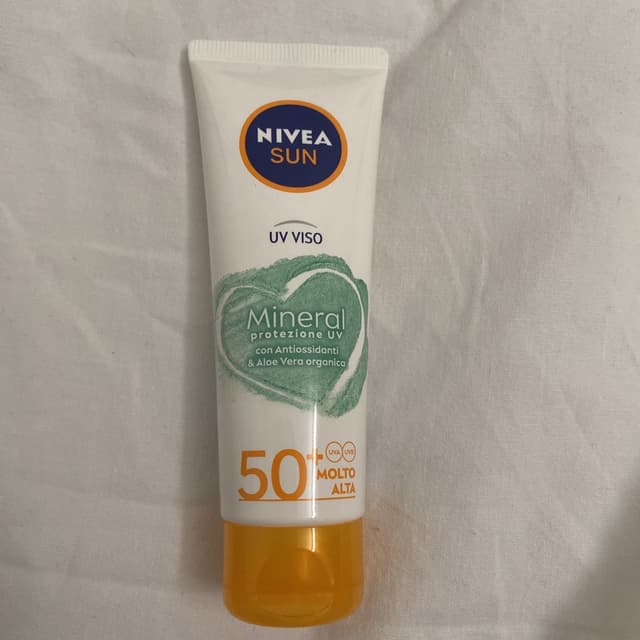 NIVEA
SUN
UV VISO
Mineral
protezione UV
con Antiossidanti
& Aloe Vera organica
50+
UVA UVB
MOLTO
ALTA